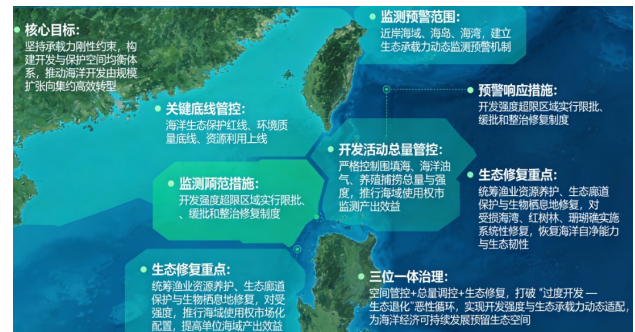 核心目标：
坚持承载力刚性约束，构
建开发与保护空间均衡体
系，推动海洋开发由规模
扩张向集约高效转型
监测预警范围：
近岸海域、海岛、海湾，建立
生态承载力动态监测预警机制
关键底线管控：
海洋生态保护红线、环境质
量底线、资源利用上线
预警响应措施：
开发强度超限区域实行限批、
缓批和整治修复制度
开发活动总量管控：
严格控制围填海、海洋油
气、养殖捕捞总量与强
度，推行海域使用权市
监测产出效益
监测顸范措施：
开发强度超限区域实行限批、
、缓批和整治修复制度
生态修复重点：
统筹渔业资源养护、生态廊道
保护与生物栖息地修复，对
受损海湾、红树林、珊瑚确实施
系统性修复，恢复海洋自净能力
与生态韧性
生态修复重点：
统筹渔业资源养护、生态廊道
保护与生物栖息地修复，对受
强度，推行海域使用权市场化
配置，提高单位海域产出效益
三位一体治理：
空间管控+总量调控+生态修复，打破“过度开发 —
生态退化”恶性循环，实现开发强度与生态承载力动态适配，
为海洋经济可持续发展预留生态空间